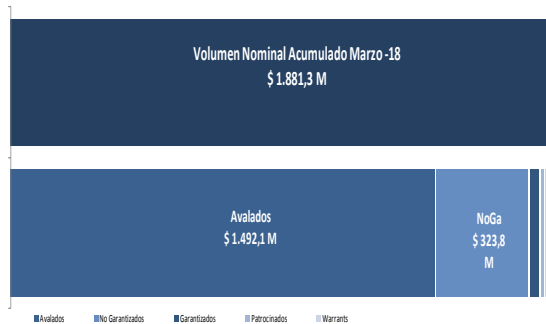 Volumen Nominal Acumulado Marzo -18
$ 1.881,3 M
Avalados
$ 1.492,1 M
NoGa
$ 323,8
M
Avalados No Garantizados Garantizados Patrocinados Warrants